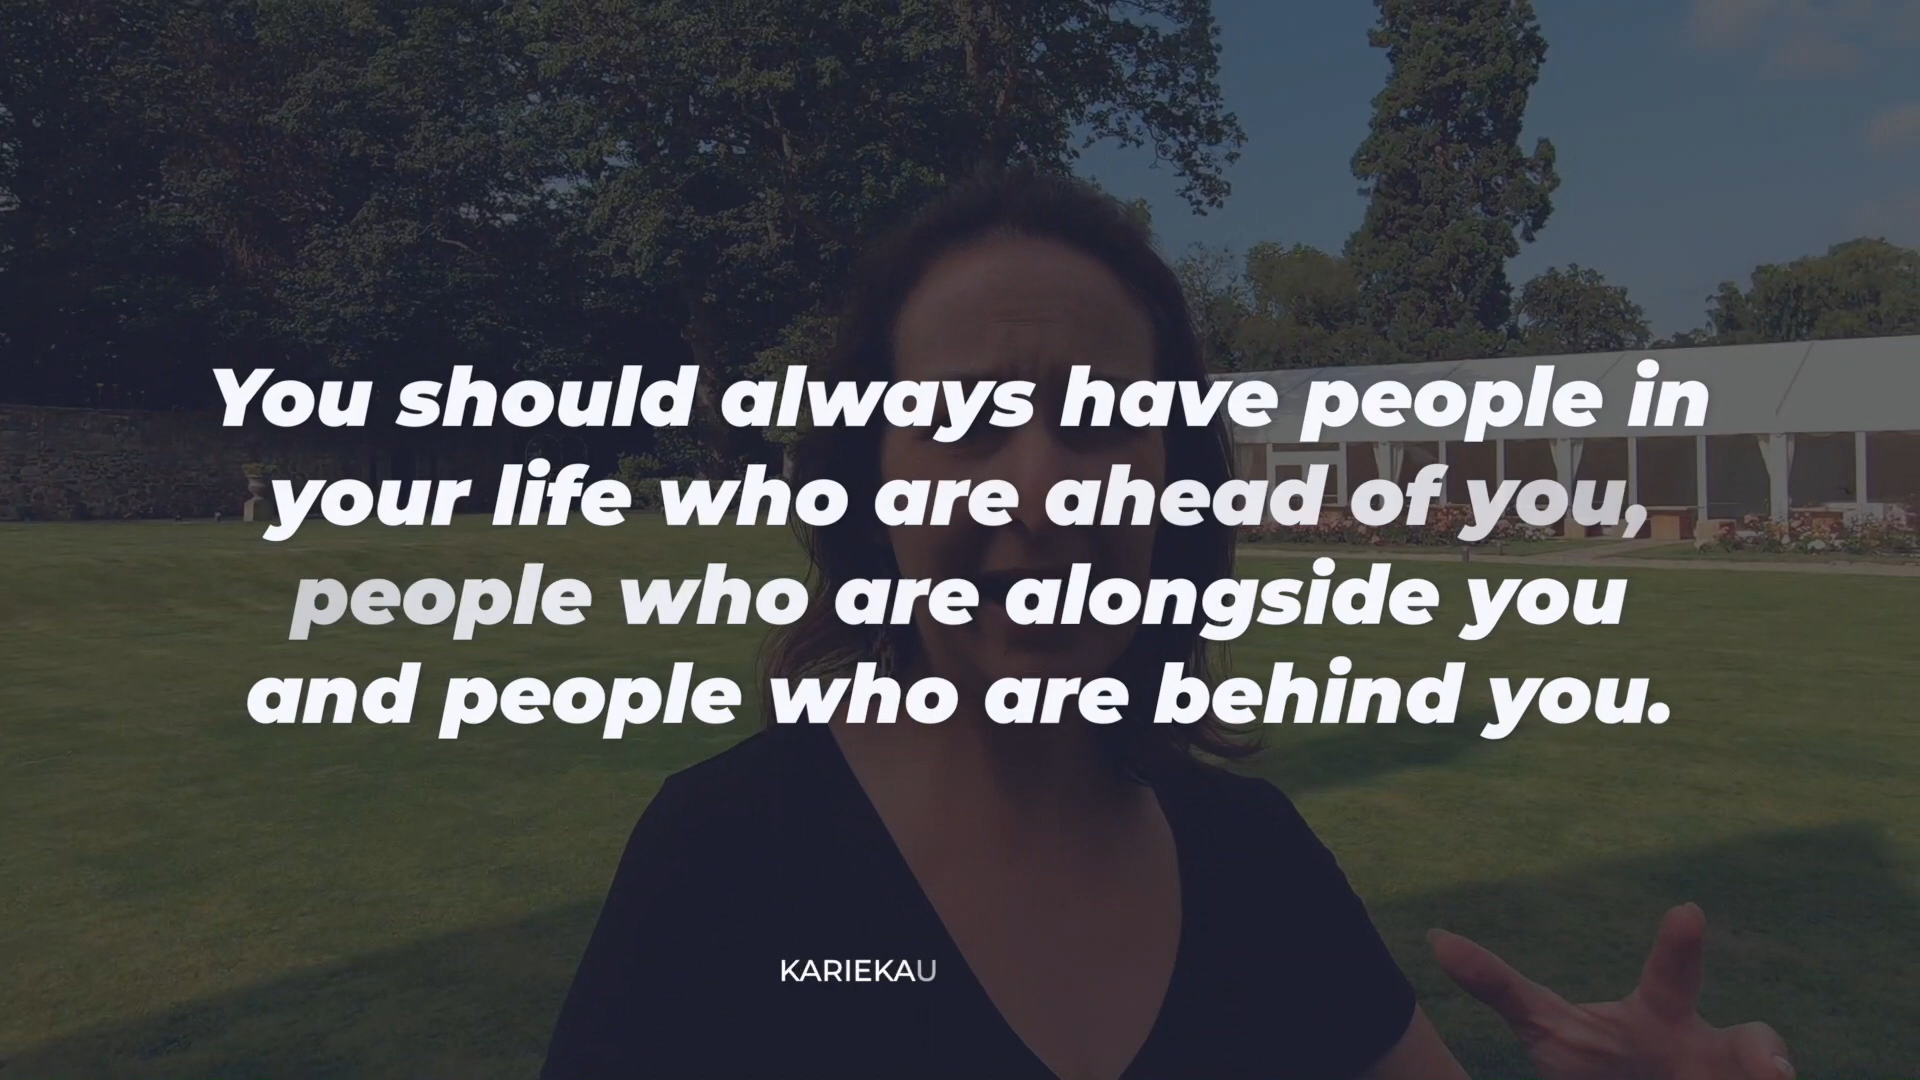 You should always have people in
your life who are ahead of you,
people who are alongside you
and people who are behind you.
KARIEKAU